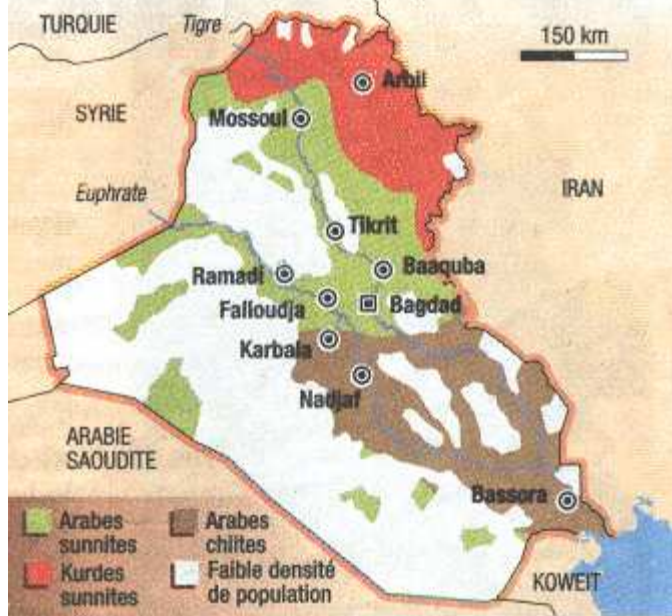 TURQUIE
Tigre
150 km
Arbil
Mossoul
SYRIE
IRAN
Euphrate
Tikrit
Ramadi
Baaquba
Falloudja
Bagdad
Karbala
Nadjaf
ARABIE
SAOUDITE
Bassora
KOWEIT
Arabes
sunnites
Arabes
chiites
Kurdes
sunnites
Faible densité
de population